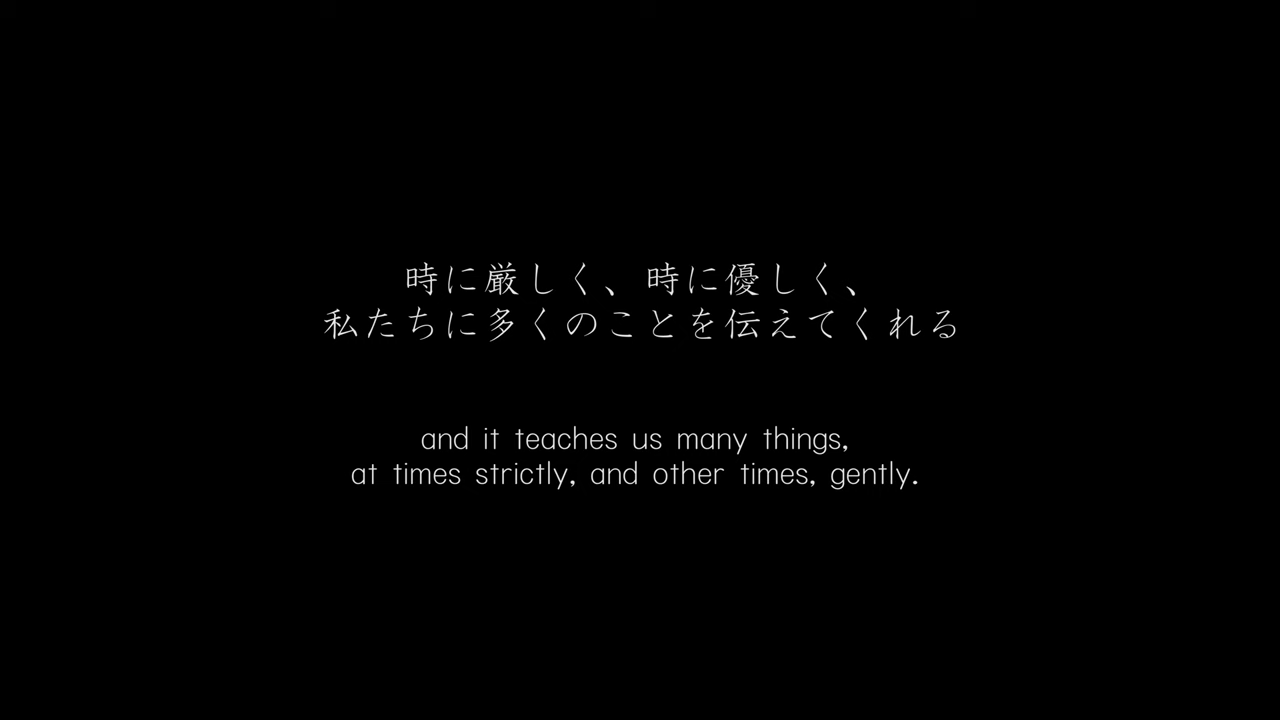 時に厳しく、時に優しく、
私たちに多くのことを伝えてくれる
and it teaches us many things,
at times strictly, and other times, gently.